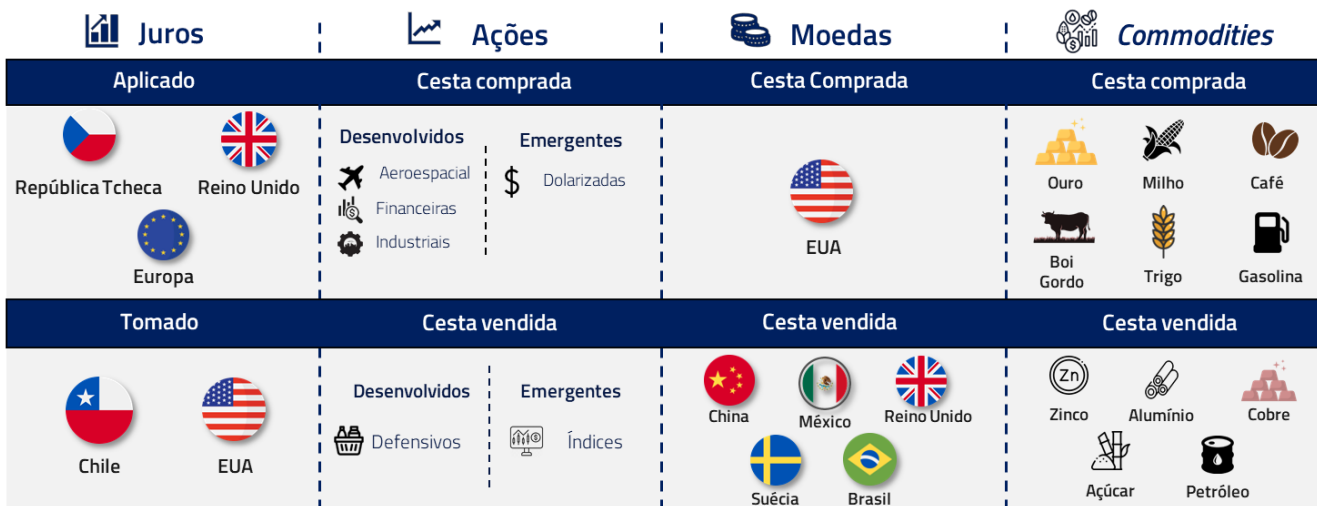 Juros
Ações
Moedas
Commodities
Aplicado
Cesta comprada
Cesta Comprada
Cesta comprada
República Tcheca
Reino Unido
Europa
Desenvolvidos
Aeroespacial
Financeiras
Industriais
Emergentes
$
Dolarizadas
EUA
Ouro
Milho
Café
Boi
Gordo
Trigo
Gasolina
Tomado
Cesta vendida
Cesta vendida
Cesta vendida
Chile
EUA
Desenvolvidos
Defensivos
Emergentes
Índices
China
México
Reino Unido
Suécia
Brasil
Zn
Zinco
Alumínio
Cobre
Açúcar
Petróleo